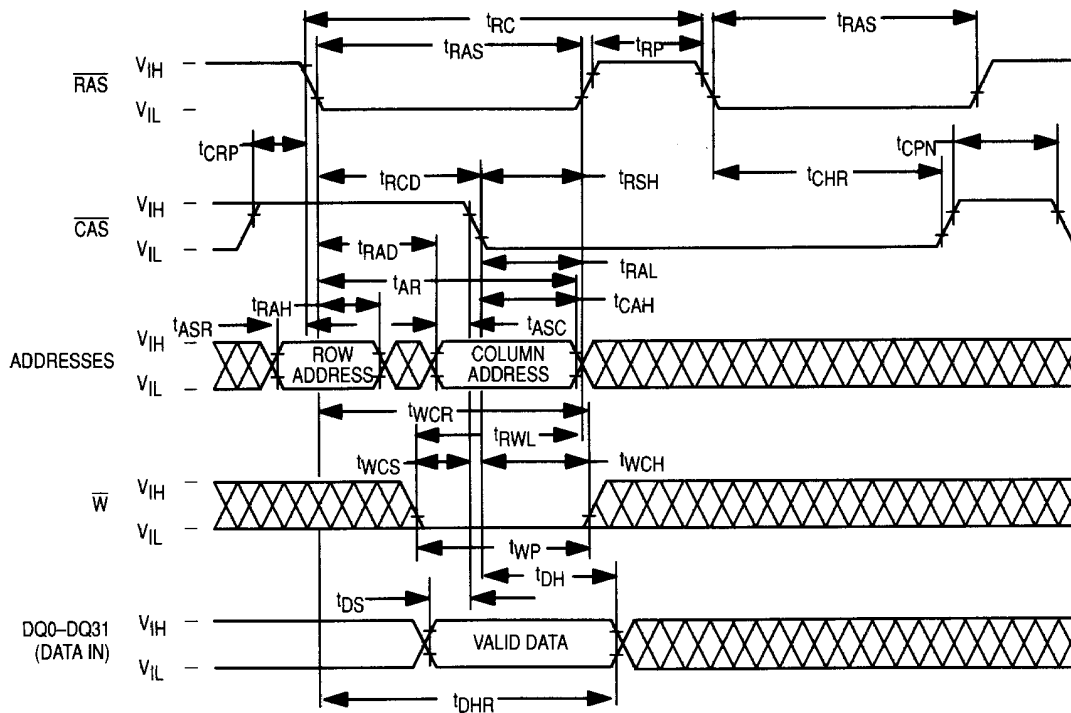 tRC
tRAS
tRAS
tRP
RAS
VIH
VIL
tCRP
tCPN
tRCD
tRSH
tCHR
CAS
VIH
VIL
tRAD
tRAL
tAR
tCAH
tRAH
tASR
tASC
ADDRESSES
VIH
VIL
ROW
ADDRESS
COLUMN
ADDRESS
tWCR
tRWL
tWCS
tWCH
W
VIH
VIL
tWP
tDH
tDS
DQ0–DQ31
(DATA IN)
VIH
VIL
VALID DATA
tDHR